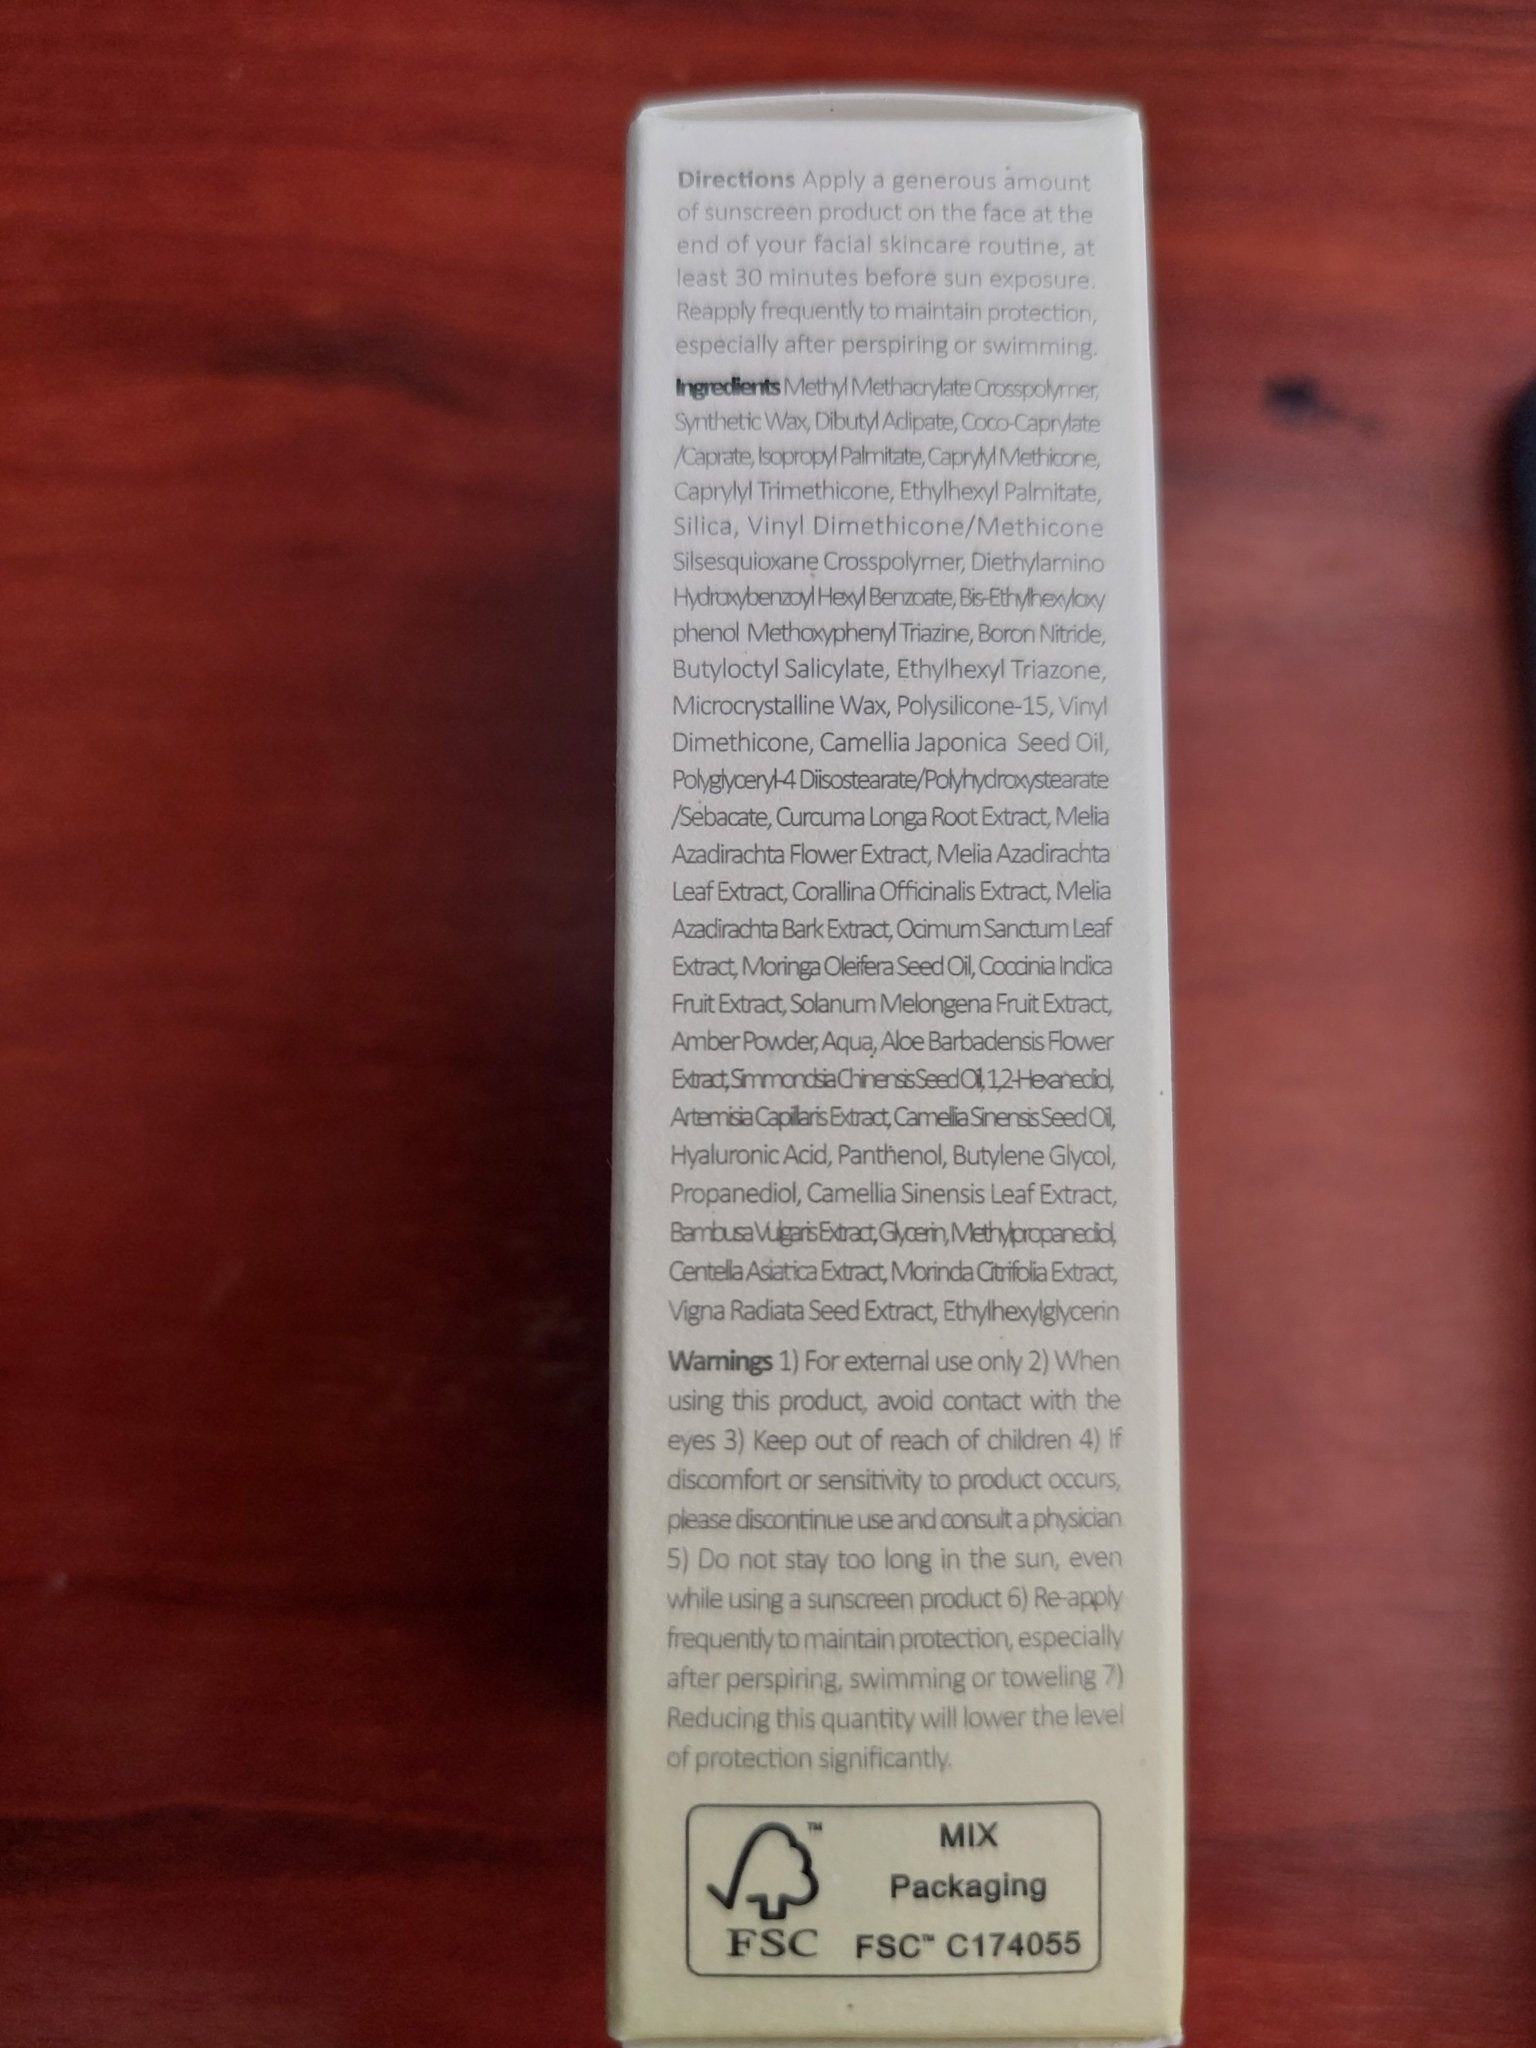 Directions Apply a generous amount
of sunscreen product on the face at the
end of your facial skincare routine, at
least 30 minutes before sun exposure.
Reapply frequently to maintain protection,
especially after perspiring or swimming.
Ingredients Methyl Methacrylate Crosspolymer,
Synthetic Wax, Dibutyl Adipate, Coco-Caprylate
/Caprate, Isopropyl Palmitate, Caprylyl Methicone,
Caprylyl Trimethicone, Ethylhexyl Palmitate,
Silica, Vinyl Dimethicone/Methicone
Silsesquioxane Crosspolymer, Diethylamino
Hydroxybenzoyl Hexyl Benzoate, Bis-Ethylhexyloxy
phenol Methoxyphenyl Triazine, Boron Nitride,
Butyloctyl Salicylate, Ethylhexyl Triazone,
Microcrystalline Wax, Polysilicone-15, Vinyl
Dimethicone, Camellia Japonica Seed Oil,
Polyglyceryl-4 Diisostearate/Polyhydroxystearate
/Sebacate, Curcuma Longa Root Extract, Melia
Azadirachta Flower Extract, Melia Azadirachta
Leaf Extract, Corallina Officinalis Extract, Melia
Azadirachta Bark Extract, Ocimum Sanctum Leaf
Extract, Moringa Oleifera Seed Oil, Coccinia Indica
Fruit Extract, Solanum Melongena Fruit Extract,
Amber Powder, Aqua, Aloe Barbadensis Flower
Extract, Simmondsia Chinensis Seed Oil, 1,2-Hexanediol,
Artemisia Capillaris Extract, Camellia Sinensis Seed Oil,
Hyaluronic Acid, Panthenol, Butylene Glycol,
Propanediol, Camellia Sinensis Leaf Extract,
Bambusa Vulgaris Extract, Glycerin, Methylpropanediol,
Centella Asiatica Extract, Morinda Citrifolia Extract,
Vigna Radiata Seed Extract, Ethylhexylglycerin
Warnings 1) For external use only 2) When
using this product, avoid contact with the
eyes 3) Keep out of reach of children 4) If
discomfort or sensitivity to product occurs,
please discontinue use and consult a physician
5) Do not stay too long in the sun, even
while using a sunscreen product 6) Re-apply
frequently to maintain protection, especially
after perspiring, swimming or toweling 7)
Reducing this quantity will lower the level
of protection significantly.
™
FSC
MIX
Packaging
FSC™ C174055